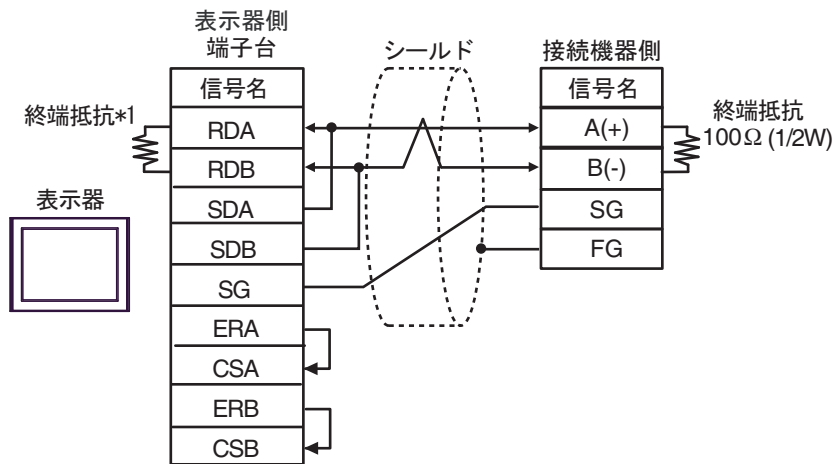 表示器側
端子台
シールド
接続機器側
信号名
信号名
終端抵抗*1
RDA
A(+)
終端抵抗
100Ω (1/2W)
RDB
B(-)
表示器
SDA
SG
SDB
FG
SG
ERA
CSA
ERB
CSB